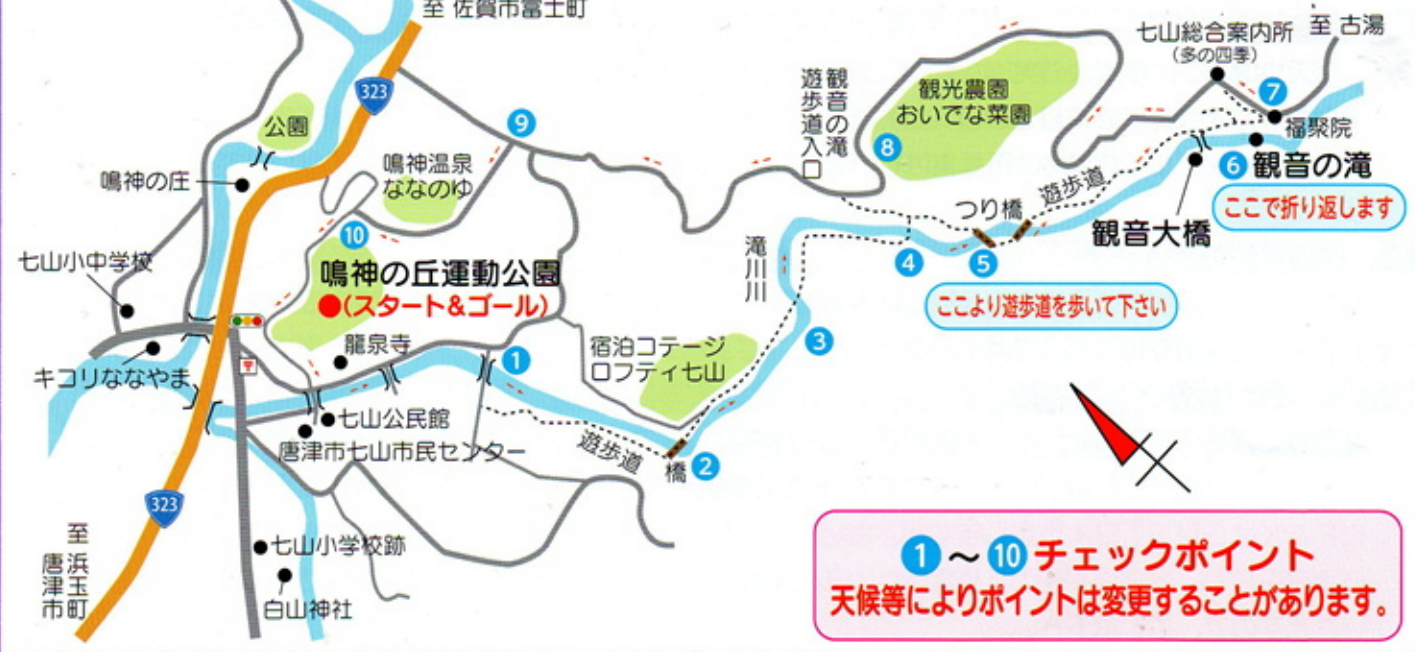 至 佐賀市富士町
七山総合案内所
(多の四季)
至 古湯
323
公園
9
鳴神温泉
ななのゆ
観音の滝
遊歩道入口
観光農園
おいでな菜園
8
7
福聚院
6 観音の滝
ここで折り返します
鳴神の庄
遊歩道
つり橋
観音大橋
10
鳴神の丘運動公園
(スタート&ゴール)
滝川川
4
5
ここより遊歩道を歩いて下さい
七山小中学校
キコリななやま
〒
龍泉寺
1
宿泊コテージ
ロフティ七山
3
七山公民館
唐津市七山市民センター
遊歩道
橋
2
323
至
浜玉町
唐津市
七山小学校跡
白山神社
1〜10 チェックポイント
天候等によりポイントは変更することがあります。